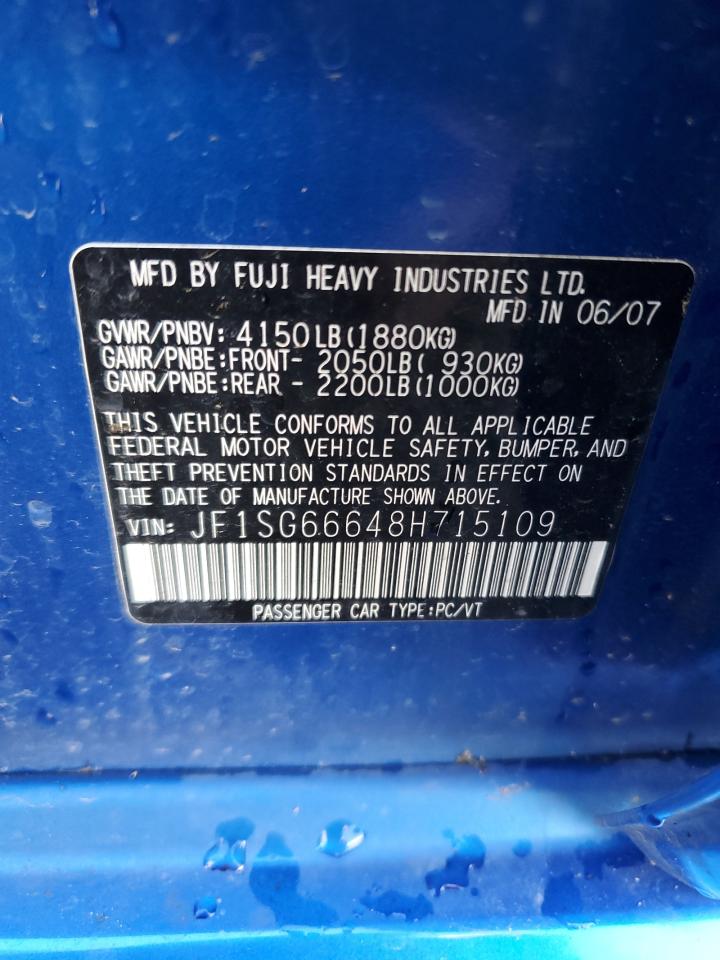 MFD BY FUJI HEAVY INDUSTRIES LTD.
MFD IN 06/07
GVWR/PNBV: 4150LB(1880KG)
GAWR/PNBE:FRONT- 2050LB( 930KG)
GAWR/PNBE:REAR - 2200LB(1000KG)
THIS VEHICLE CONFORMS TO ALL APPLICABLE
FEDERAL MOTOR VEHICLE SAFETY, BUMPER, AND
THEFT PREVENTION STANDARDS IN EFFECT ON
THE DATE OF MANUFACTURE SHOWN ABOVE.
VIN: JF1SG66648H715109
PASSENGER CAR TYPE:PC/VT